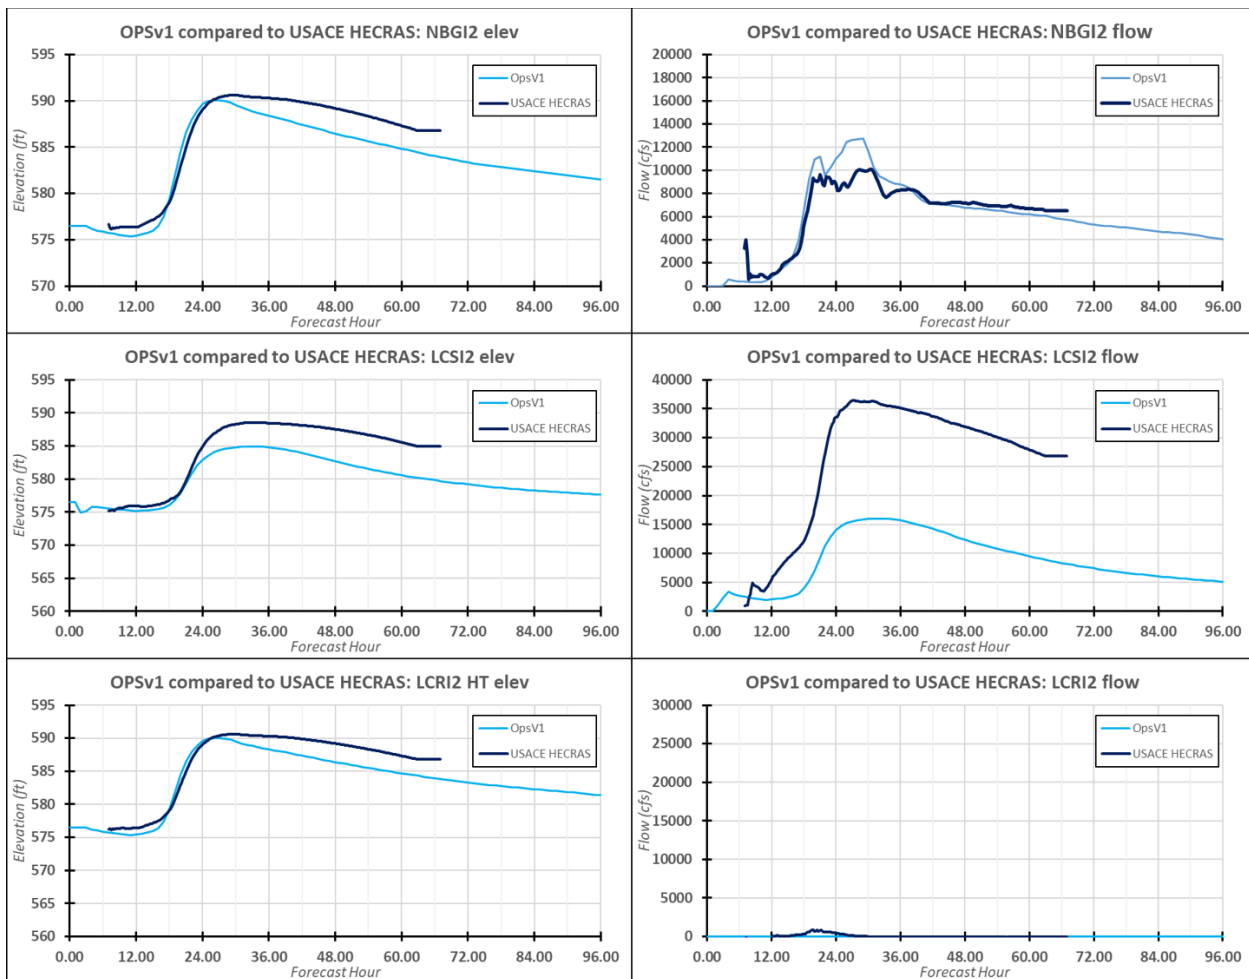 OPSv1 compared to USACE HECRAS: NBGI2 elev
595
590
585
580
575
570
Elevation (ft)
OpsV1
USACE HECRAS
0.00 12.00 24.00 36.00 48.00 60.00 72.00 84.00 96.00
Forecast Hour
OPSv1 compared to USACE HECRAS: NBGI2 flow
20000
18000
16000
14000
12000
10000
8000
6000
4000
2000
0
Flow (cfs)
OpsV1
USACE HECRAS
0.00 12.00 24.00 36.00 48.00 60.00 72.00 84.00 96.00
Forecast Hour
OPSv1 compared to USACE HECRAS: LCSI2 elev
595
590
585
580
575
570
565
560
Elevation (ft)
OpsV1
USACE HECRAS
0.00 12.00 24.00 36.00 48.00 60.00 72.00 84.00 96.00
Forecast Hour
OPSv1 compared to USACE HECRAS: LCSI2 flow
40000
35000
30000
25000
20000
15000
10000
5000
0
Flow (cfs)
OpsV1
USACE HECRAS
0.00 12.00 24.00 36.00 48.00 60.00 72.00 84.00 96.00
Forecast Hour
OPSv1 compared to USACE HECRAS: LCRI2 HT elev
595
590
585
580
575
570
565
560
Elevation (ft)
OpsV1
USACE HECRAS
0.00 12.00 24.00 36.00 48.00 60.00 72.00 84.00 96.00
Forecast Hour
OPSv1 compared to USACE HECRAS: LCRI2 flow
30000
25000
20000
15000
10000
5000
0
Flow (cfs)
OpsV1
USACE HECRAS
0.00 12.00 24.00 36.00 48.00 60.00 72.00 84.00 96.00
Forecast Hour